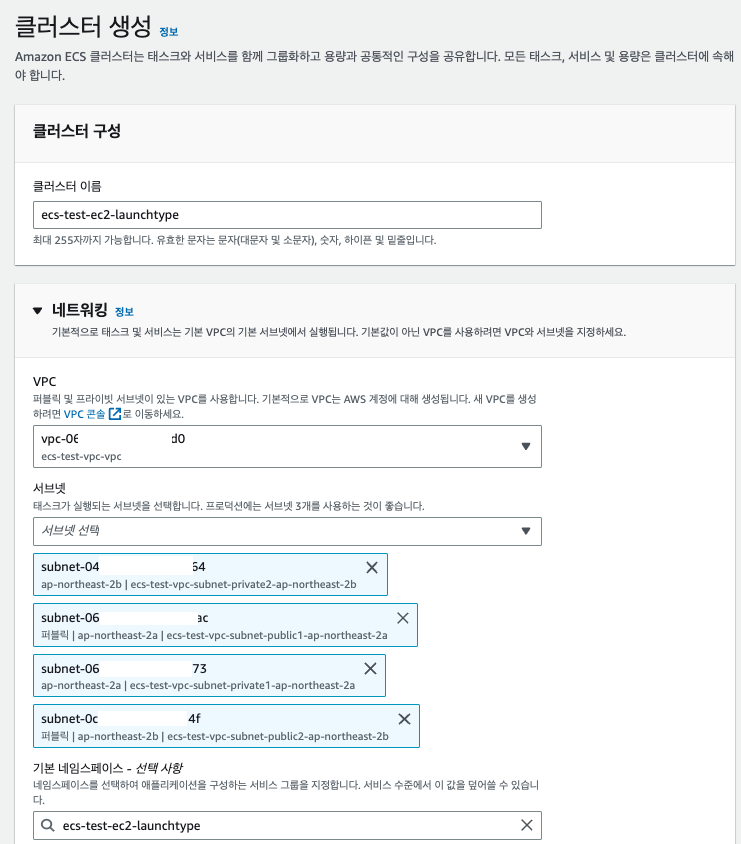 클러스터 생성 정보
Amazon ECS 클러스터는 태스크와 서비스를 함께 그룹화하고 용량과 공통적인 구성을 공유합니다. 모든 태스크, 서비스 및 용량은 클러스터에 속해
야 합니다.
클러스터 구성
클러스터 이름
ecs-test-ec2-launchtype
최대 255자까지 가능합니다. 유효한 문자는 문자(대문자 및 소문자), 숫자, 하이픈 및 밑줄입니다.
네트워킹 정보
기본적으로 태스크 및 서비스는 기본 VPC의 기본 서브넷에서 실행됩니다. 기본값이 아닌 VPC를 사용하려면 VPC와 서브넷을 지정하세요.
VPC
퍼블릭 및 프라이빗 서브넷이 있는 VPC를 사용합니다. 기본적으로 VPC는 AWS 계정에 대해 생성됩니다. 새 VPC를 생성
하려면 VPC 콘솔로 이동하세요.
vpc-06 d0
ecs-test-vpc-vpc
서브넷
태스크가 실행되는 서브넷을 선택합니다. 프로덕션에는 서브넷 3개를 사용하는 것이 좋습니다.
서브넷 선택
subnet-04 64
ap-northeast-2b | ecs-test-vpc-subnet-private2-ap-northeast-2b
subnet-06 ac
퍼블릭 | ap-northeast-2a | ecs-test-vpc-subnet-public1-ap-northeast-2a
subnet-06 73
ap-northeast-2a | ecs-test-vpc-subnet-private1-ap-northeast-2a
subnet-0c 4f
퍼블릭 | ap-northeast-2b | ecs-test-vpc-subnet-public2-ap-northeast-2b
기본 네임스페이스 - 선택 사항
네임스페이스를 선택하여 애플리케이션을 구성하는 서비스 그룹을 지정합니다. 서비스 수준에서 이 값을 덮어쓸 수 있습니
다.
ecs-test-ec2-launchtype